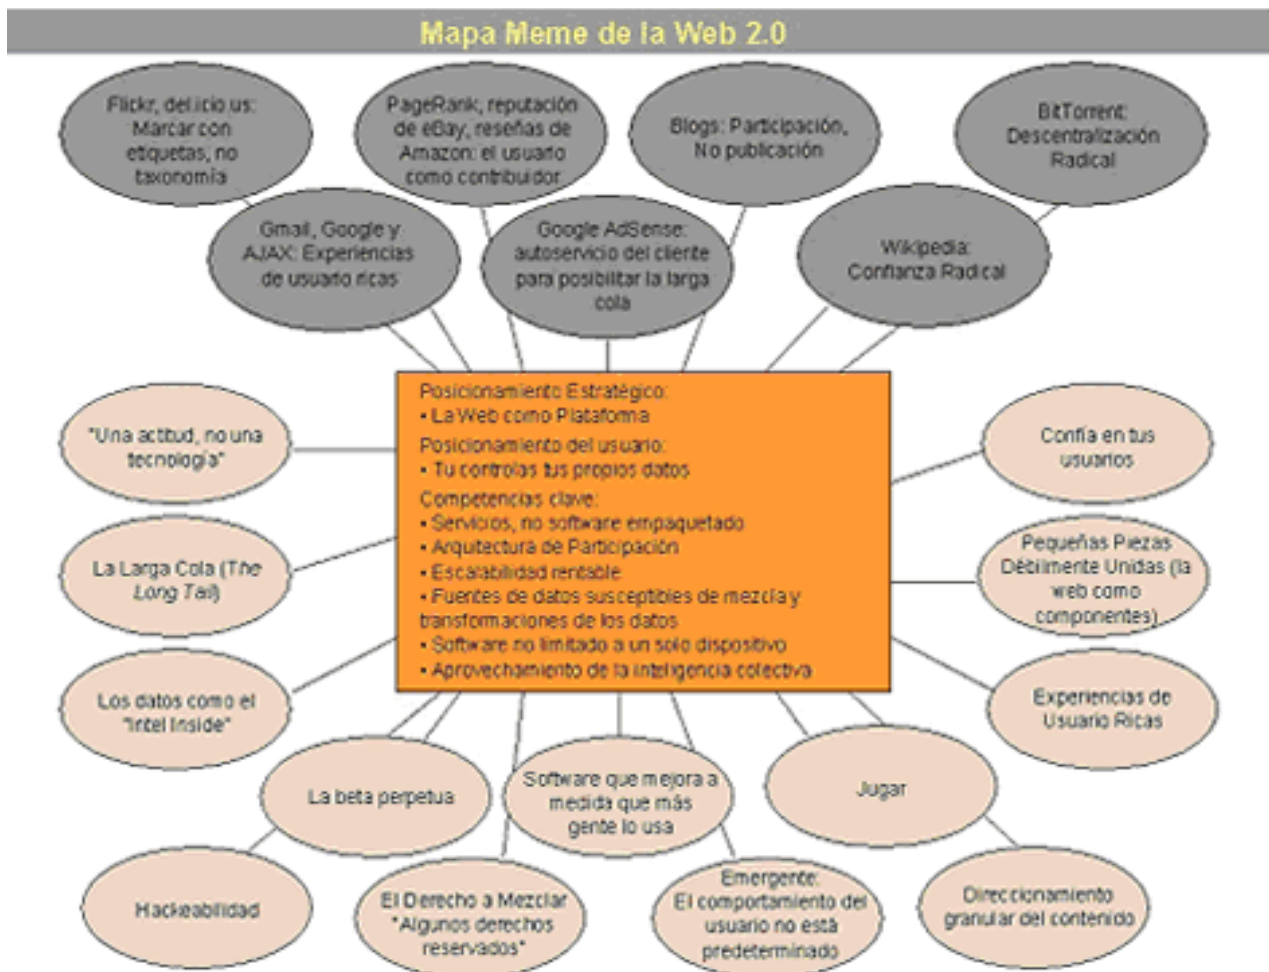 Mapa Meme de la Web 2.0
Flickr, del.icio.us:
Marcar con
etiquetas, no
taxonomía
PageRank, reputación
de eBay, reseñas de
Amazon: el usuario
como contribuidor
Blogs: Participación,
No publicación
BitTorrent:
Descentralización
Radical
Gmail, Google y
AJAX: Experiencias
de usuario ricas
Google AdSense:
autoservicio del cliente
para posibilitar la larga
cola
Wikipedia:
Confianza Radical
Posicionamiento Estratégico:
• La Web como Plataforma
Posicionamiento del usuario:
• Tu controlas tus propios datos
Competencias clave:
• Servicios, no software empaquetado
• Arquitectura de Participación
• Escalabilidad rentable
• Fuentes de datos susceptibles de mezcla y
transformaciones de los datos
• Software no limitado a un solo dispositivo
• Aprovechamiento de la inteligencia colectiva
"Una actitud, no una
tecnología"
La Larga Cola (The
Long Tail)
Los datos como el
"Intel Inside"
Confía en tus
usuarios
Pequeñas Piezas
Débilmente Unidas (la
web como
componentes)
Experiencias de
Usuario Ricas
La beta perpetua
Software que mejora a
medida que más
gente lo usa
Jugar
Hackeabilidad
El Derecho a Mezclar
"Algunos derechos
reservados"
Emergente:
El comportamiento del
usuario no está
predeterminado
Direccionamiento
granular del contenido